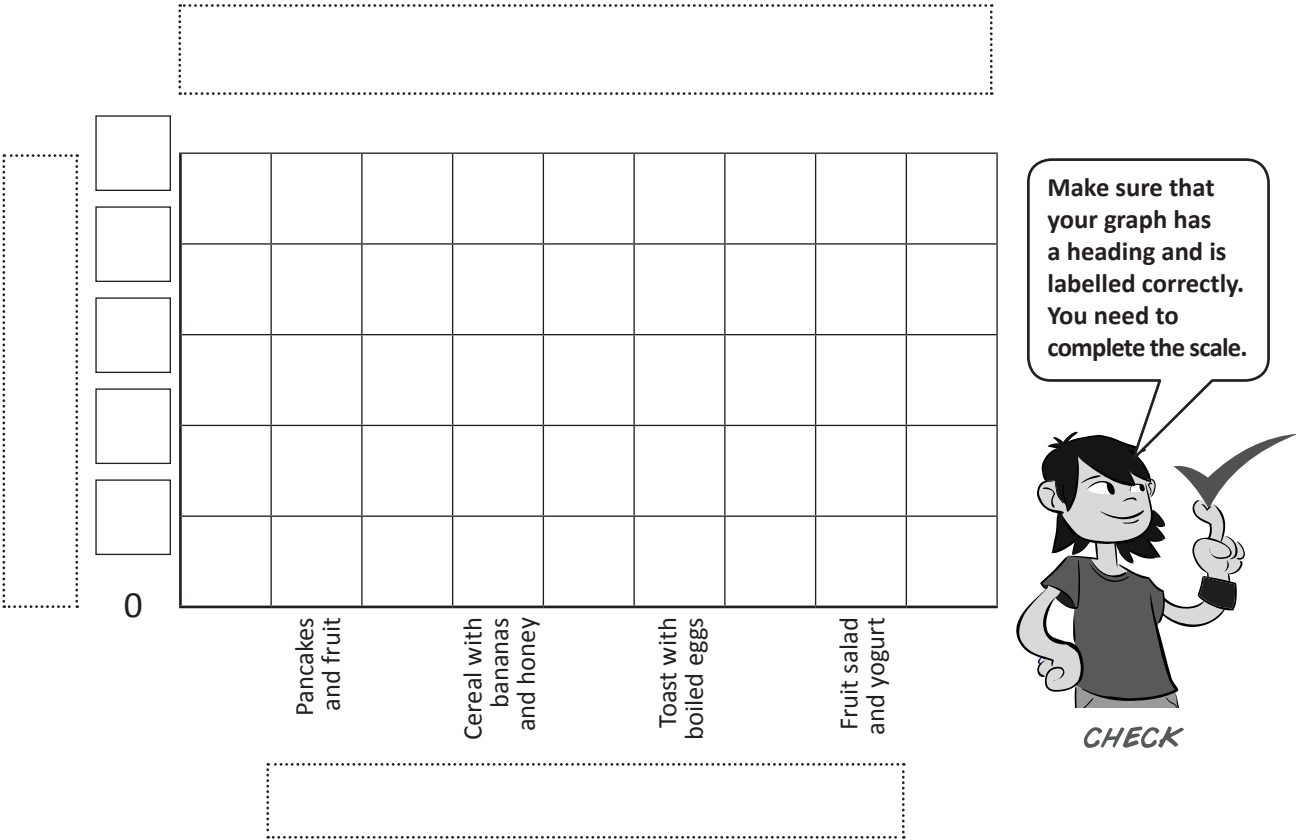 Make sure that
your graph has
a heading and is
labelled correctly.
You need to
complete the scale.
0
Pancakes
and fruit
Cereal with
bananas
and honey
Toast with
boiled eggs
Fruit salad
and yogurt
CHECK